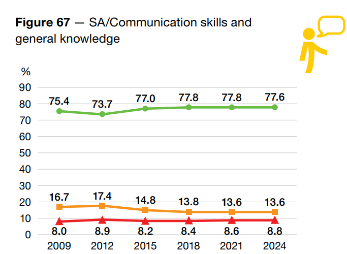 Figure 67 — SA/Communication skills and
general knowledge
%
90
80
70
60
50
40
30
20
10
0
75.4 73.7 77.0 77.8 77.8 77.6
16.7 17.4 14.8 13.8 13.6 13.6
8.0 8.9 8.2 8.4 8.6 8.8
2009 2012 2015 2018 2021 2024